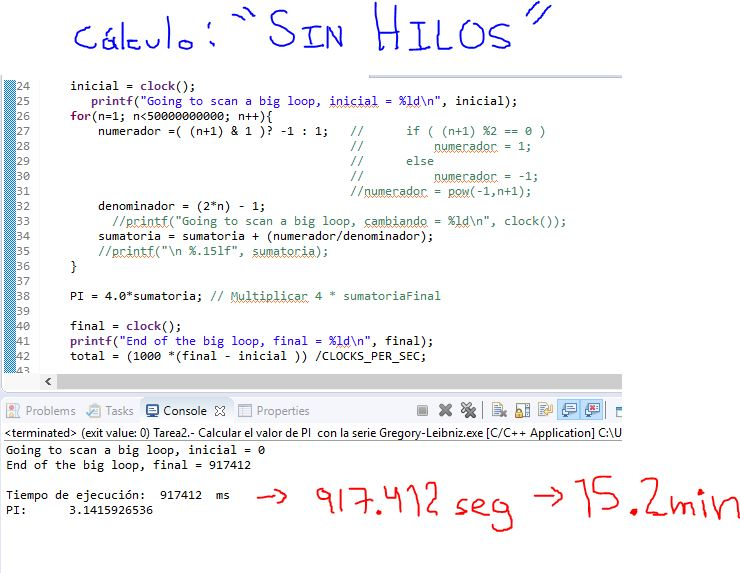 Cálculo: "SIN HILOS"
24 inicial = clock();
25 printf("Going to scan a big loop, inicial = %ld\n", inicial);
26 for(n=1; n<50000000000; n++){
27 numerador =( (n+1) & 1 )? -1 : 1; // if ( (n+1) %2 == 0 )
28 // numerador = 1;
29 // else
30 // numerador = -1;
31 //numerador = pow(-1,n+1);
32 denominador = (2*n) - 1;
33 //printf("Going to scan a big loop, cambiando = %ld\n", clock());
34 sumatoria = sumatoria + (numerador/denominador);
35 //printf("\n %.15lf", sumatoria);
36 }
37
38 PI = 4.0*sumatoria; // Multiplicar 4 * sumatoriaFinal
39
40 final = clock();
41 printf("End of the big loop, final = %ld\n", final);
42 total = (1000 *(final - inicial )) /CLOCKS_PER_SEC;
43
Problems Tasks Console Properties
<terminated> (exit value: 0) Tarea2.- Calcular el valor de PI con la serie Gregory-Leibniz.exe [C/C++ Application] C:\U
Going to scan a big loop, inicial = 0
End of the big loop, final = 917412
Tiempo de ejecución: 917412 ms → 917.412 seg → 15.2min
PI: 3.1415926536